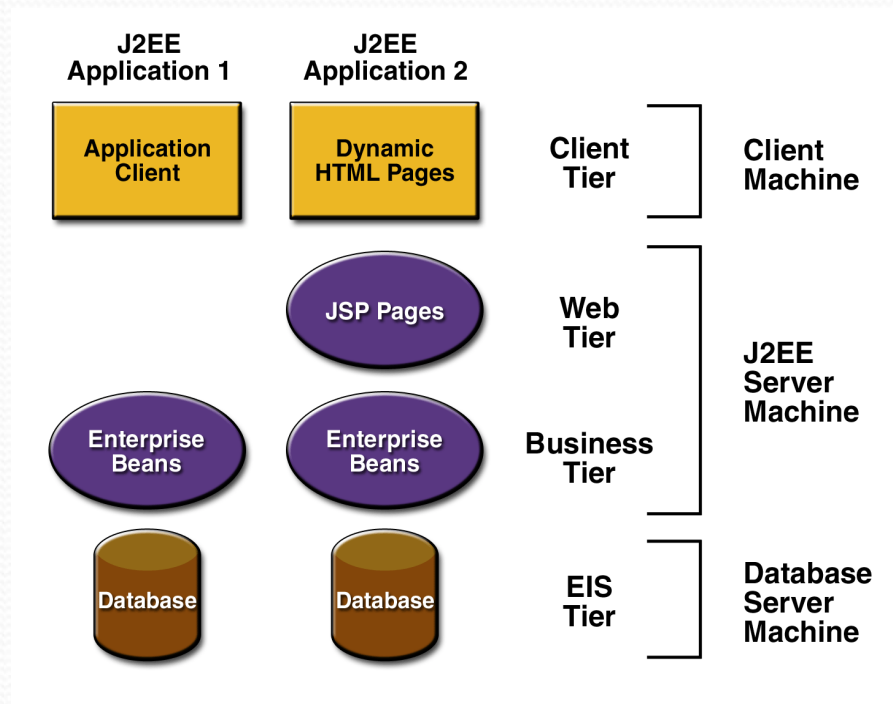 J2EE
Application 1
J2EE
Application 2
Application
Client
Dynamic
HTML Pages
Client
Tier
Client
Machine
JSP Pages
Web
Tier
J2EE
Server
Machine
Enterprise
Beans
Enterprise
Beans
Business
Tier
Database
Database
EIS
Tier
Database
Server
Machine